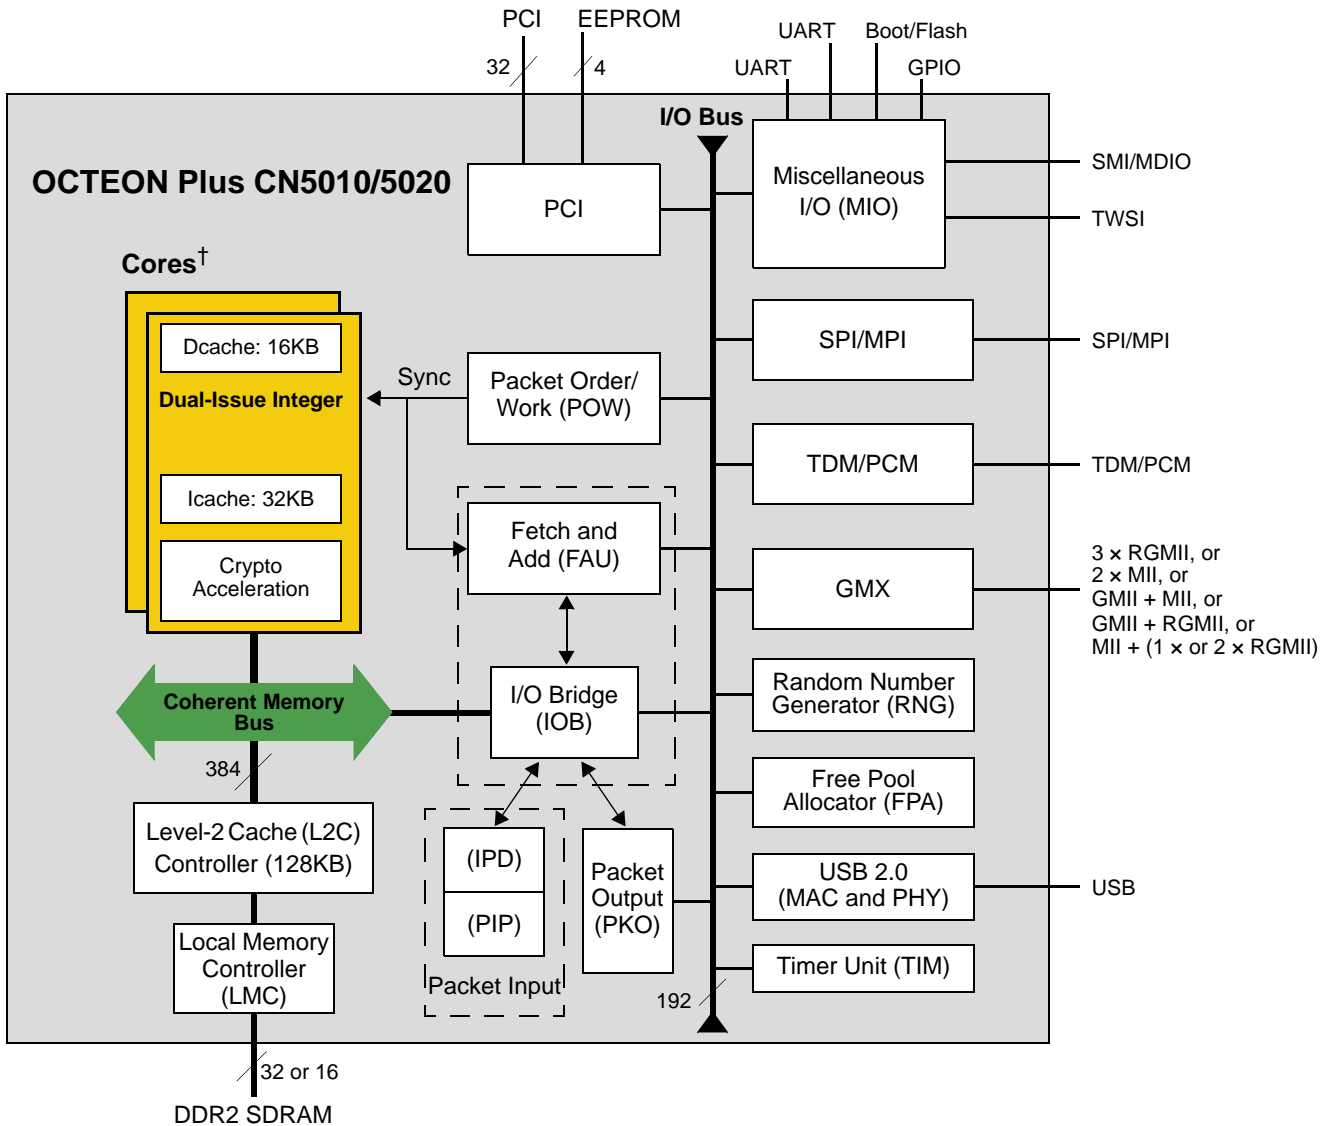 PCI
EEPROM
32
4
UART
Boot/Flash
UART
GPIO
I/O Bus
OCTEON Plus CN5010/5020
PCI
Miscellaneous
I/O (MIO)
SMI/MDIO
TWSI
Cores†
Dcache: 16KB
Dual-Issue Integer
Icache: 32KB
Crypto
Acceleration
Sync
Packet Order/
Work (POW)
SPI/MPI
SPI/MPI
TDM/PCM
TDM/PCM
Fetch and
Add (FAU)
GMX
3 × RGMII, or
2 × MII, or
GMII + MII, or
GMII + RGMII, or
MII + (1 × or 2 × RGMII)
Coherent Memory
Bus
I/O Bridge
(IOB)
Random Number
Generator (RNG)
384
Free Pool
Allocator (FPA)
Level-2 Cache (L2C)
Controller (128KB)
(IPD)
(PIP)
Packet Input
Packet
Output
(PKO)
USB 2.0
(MAC and PHY)
USB
Local Memory
Controller
(LMC)
Timer Unit (TIM)
192
32 or 16
DDR2 SDRAM